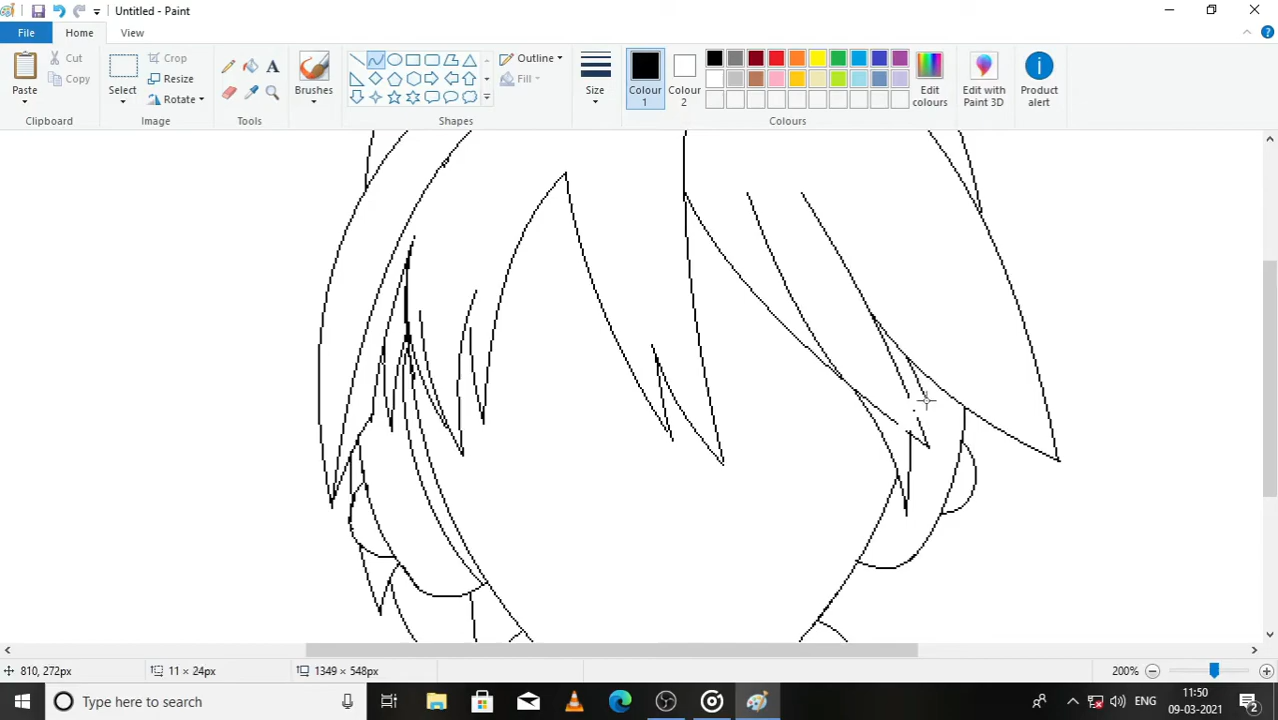 Untitled - Paint
File Home View
Paste
Cut
Copy
Clipboard
Select
Crop
Resize
Rotate
Image
A
Tools
Brushes
Outline
Fill
Shapes
Size
Colour 1
Colour 2
Edit colours
Colours
Edit with Paint 3D
Product alert
810, 272px
11 × 24px
1349 × 548px
200%
Type here to search
ENG
11:50
09-03-2021
2